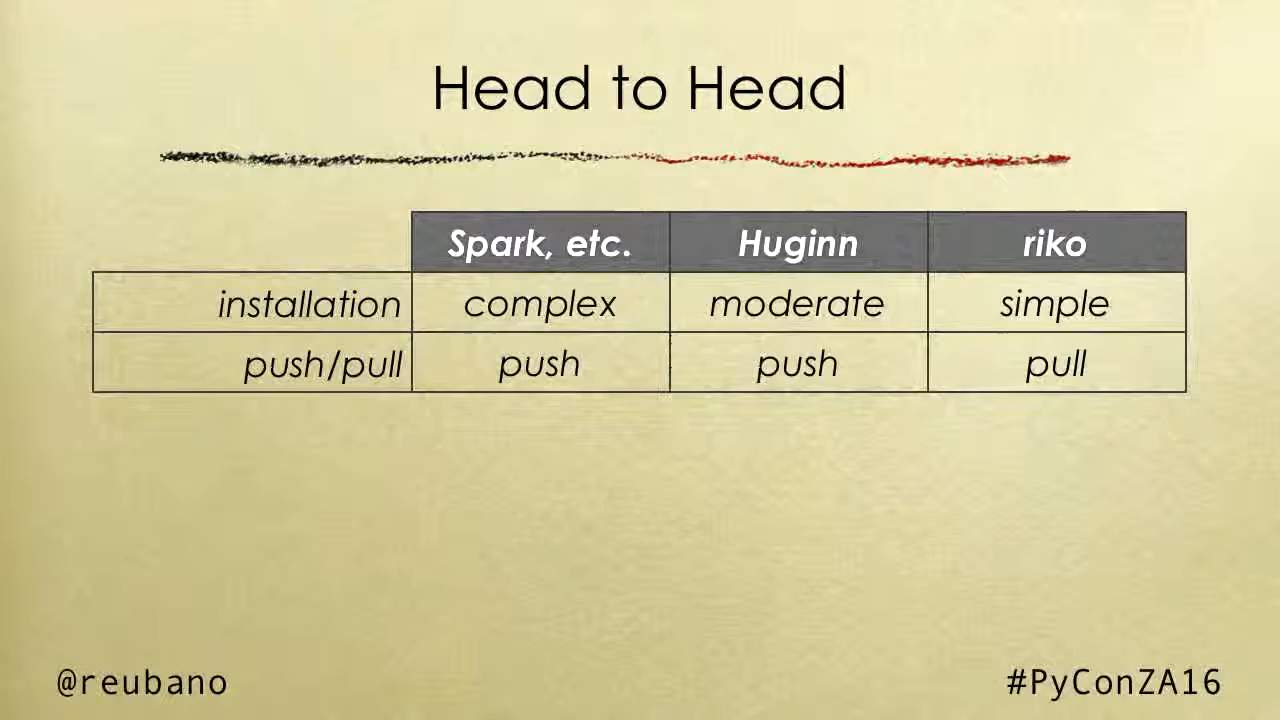 Head to Head
Spark, etc. Huginn riko
installation complex moderate simple
push/pull push push pull
@reubano #PyConZA16